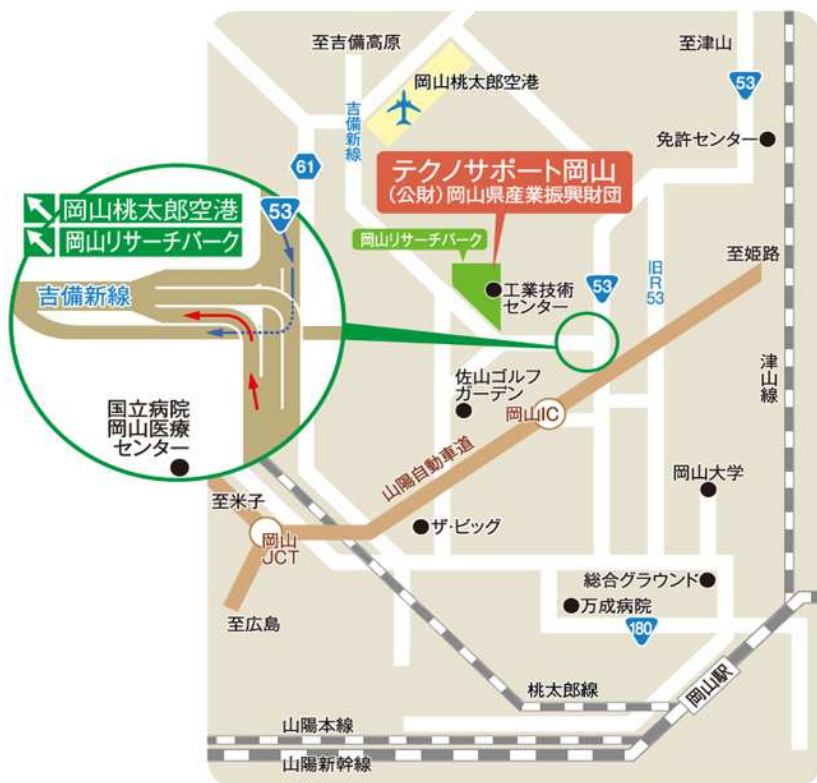 至吉備高原
至津山
岡山桃太郎空港
53
吉備新線
免許センター
61
テクノサポート岡山
(公財)岡山県産業振興財団
岡山桃太郎空港
53
岡山リサーチパーク
岡山リサーチパーク
至姫路
吉備新線
工業技術
センター
53
旧R53
津山線
佐山ゴルフ
ガーデン
国立病院
岡山医療
センター
岡山IC
山陽自動車道
岡山大学
至米子
ザ・ビッグ
岡山
JCT
総合グラウンド
万成病院
至広島
180
岡山駅
桃太郎線
山陽本線
山陽新幹線